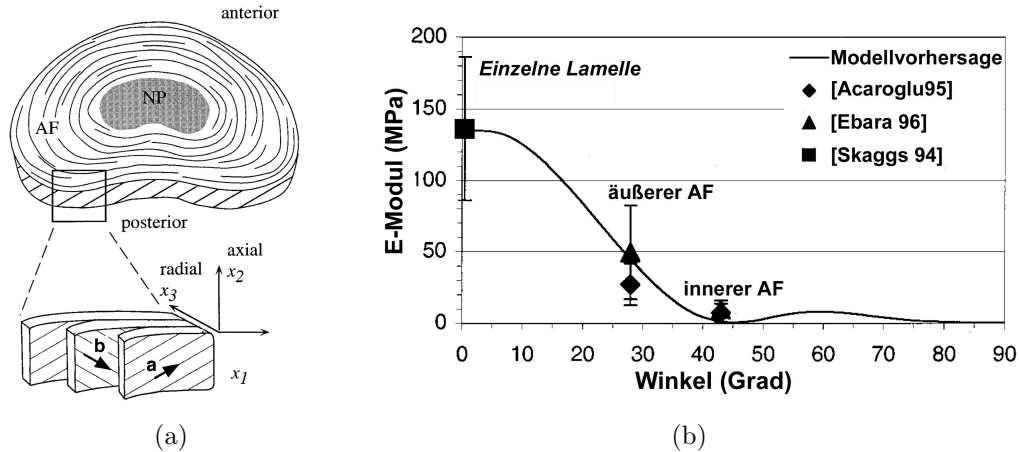 anterior
NP
AF
posterior
axial
x2
radial
x3
b
a
x1
(a)
E-Modul (MPa)
200
150
100
50
0
Einzelne Lamelle
Modellvorhersage
[Acaroglu95]
[Ebara 96]
[Skaggs 94]
äußerer AF
innerer AF
0 10 20 30 40 50 60 70 80 90
Winkel (Grad)
(b)